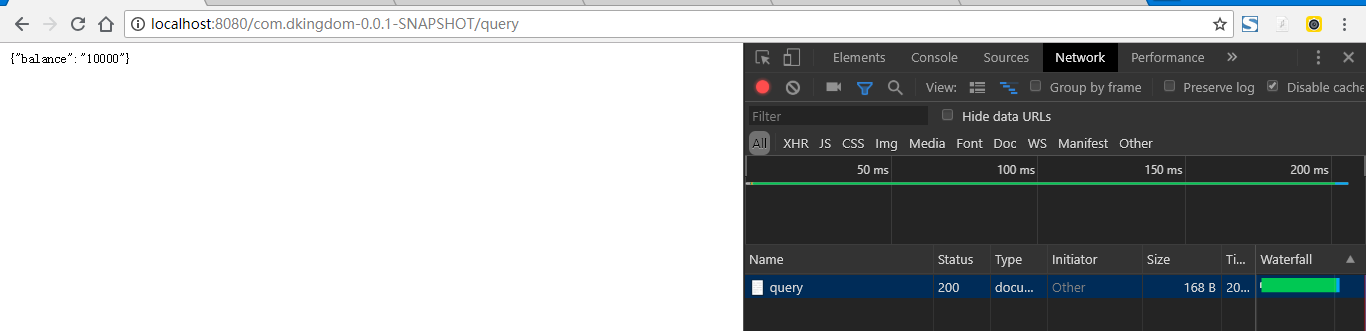 localhost:8080/com.dkingdom-0.0.1-SNAPSHOT/query
{"balance":"10000"}
Elements Console Sources Network Performance »
View: Group by frame Preserve log Disable cache
Filter Hide data URLs
All XHR JS CSS Img Media Font Doc WS Manifest Other
50 ms 100 ms 150 ms 200 ms
Name Status Type Initiator Size Ti... Waterfall
query 200 docu... Other 168 B 20...